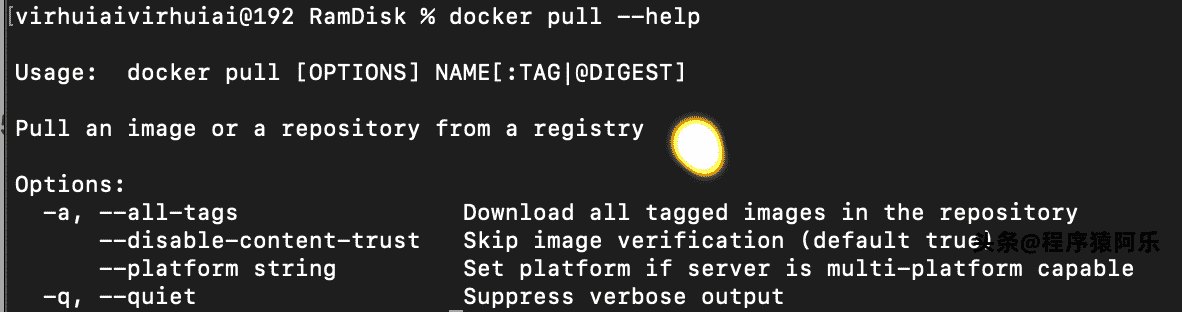 [virhuiaivirhuiai@192 RamDisk % docker pull --help
Usage:  docker pull [OPTIONS] NAME[:TAG|@DIGEST]
Pull an image or a repository from a registry
Options:
  -a, --all-tags                Download all tagged images in the repository
      --disable-content-trust   Skip image verification (default true)
      --platform string         Set platform if server is multi-platform capable
  -q, --quiet                   Suppress verbose output
头条@程序猿阿乐